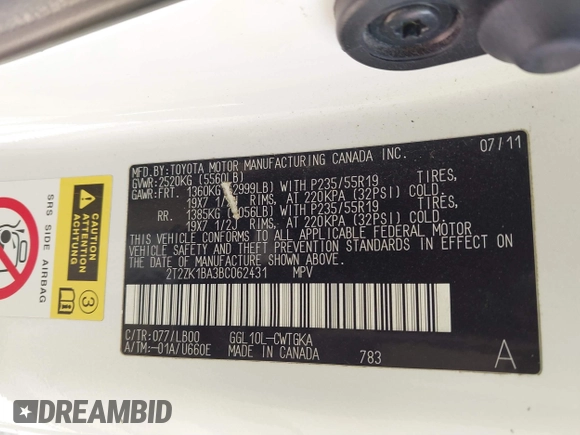 07/11
MFD.BY: TOYOTA MOTOR MANUFACTURING CANADA INC.
GVWR: 2520KG (5560LB)
GAWR: FRT. 1360KG (2999LB) WITH P235/55R19 TIRES,
19X7 1/2J RIMS, AT 220KPA (32PSI) COLD.
RR. 1385KG (3056LB) WITH P235/55R19 TIRES,
19X7 1/2J RIMS, AT 220KPA (32PSI) COLD.
THIS VEHICLE CONFORMS TO ALL APPLICABLE FEDERAL MOTOR
VEHICLE SAFETY AND THEFT PREVENTION STANDARDS IN EFFECT
ON THE DATE OF MANUFACTURE SHOWN ABOVE.
2T2ZK1BA3BC062431 MPV
C/TR: 077/LB00 GGL10L-CWTGKA
A/TM: -01A/U660E MADE IN CANADA 783 A
SRS SIDE AIRBAG
CAUTION
ATTENTION
3
DREAMBID